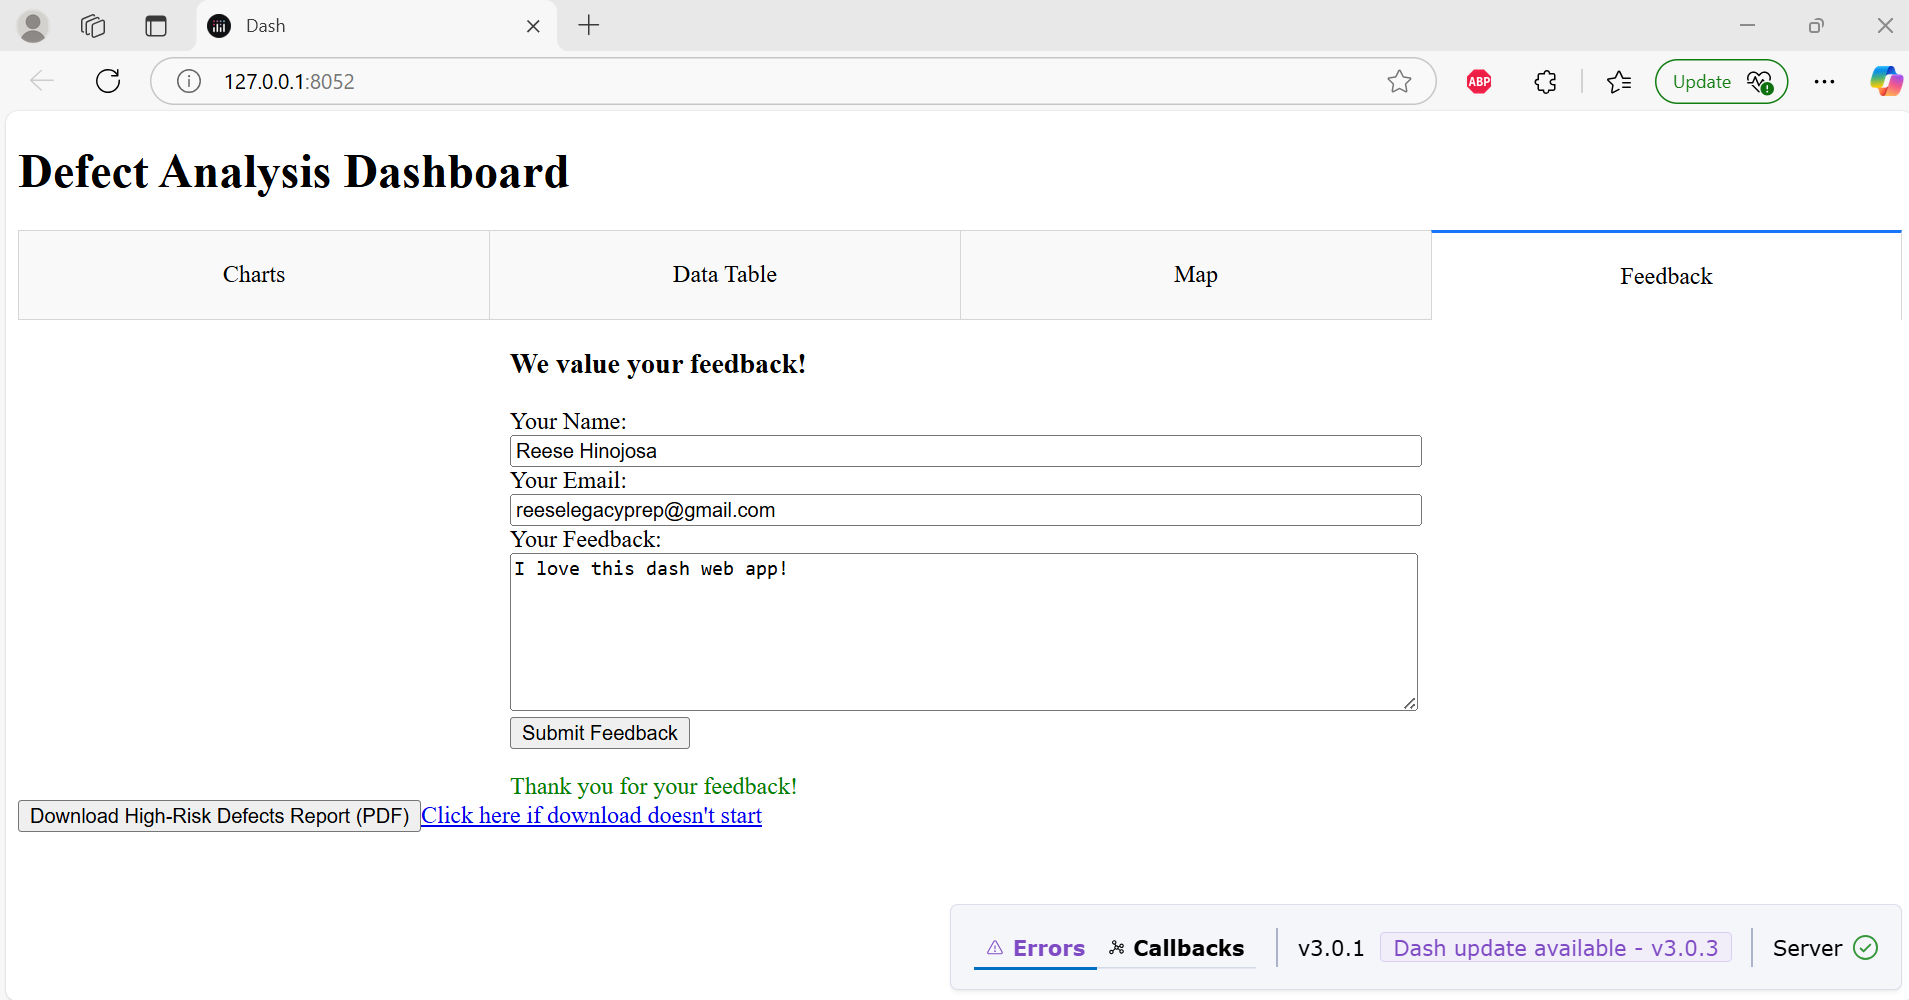 Dash
127.0.0.1:8052
ABP
Update
Defect Analysis Dashboard
Charts
Data Table
Map
Feedback
We value your feedback!
Your Name:
Reese Hinojosa
Your Email:
reeselegacyprep@gmail.com
Your Feedback:
I love this dash web app!
Submit Feedback
Thank you for your feedback!
Download High-Risk Defects Report (PDF) Click here if download doesn't start
Errors Callbacks v3.0.1 Dash update available - v3.0.3 Server